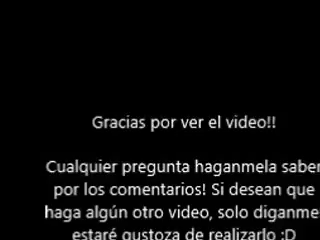 Gracias por ver el video!!
Cualquier pregunta haganmela saber
por los comentarios! Si desean que
haga algún otro video, solo diganme
estaré gustoza de realizarlo :D